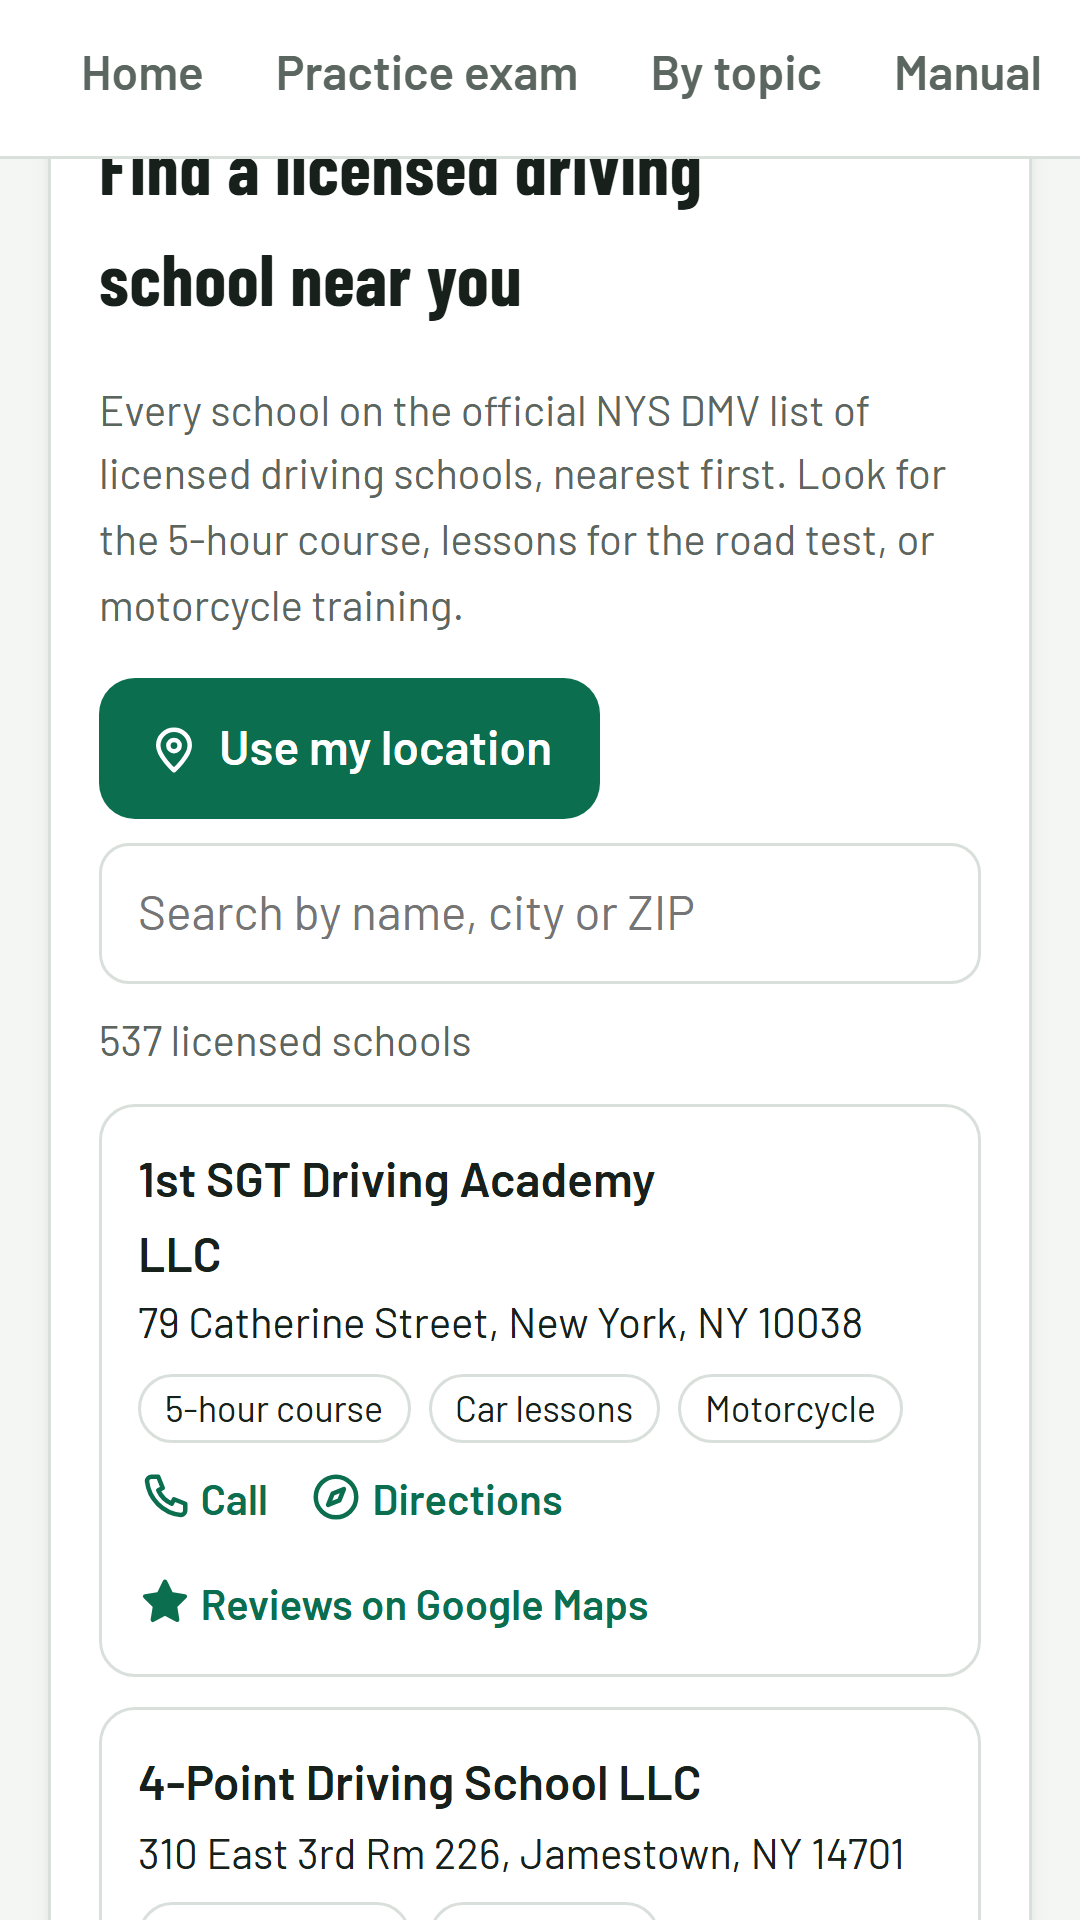 Home Practice exam By topic Manual
Find a licensed driving
school near you
Every school on the official NYS DMV list of
licensed driving schools, nearest first. Look for
the 5-hour course, lessons for the road test, or
motorcycle training.
Use my location
Search by name, city or ZIP
537 licensed schools
1st SGT Driving Academy
LLC
79 Catherine Street, New York, NY 10038
5-hour course Car lessons Motorcycle
Call Directions
Reviews on Google Maps
4-Point Driving School LLC
310 East 3rd Rm 226, Jamestown, NY 14701